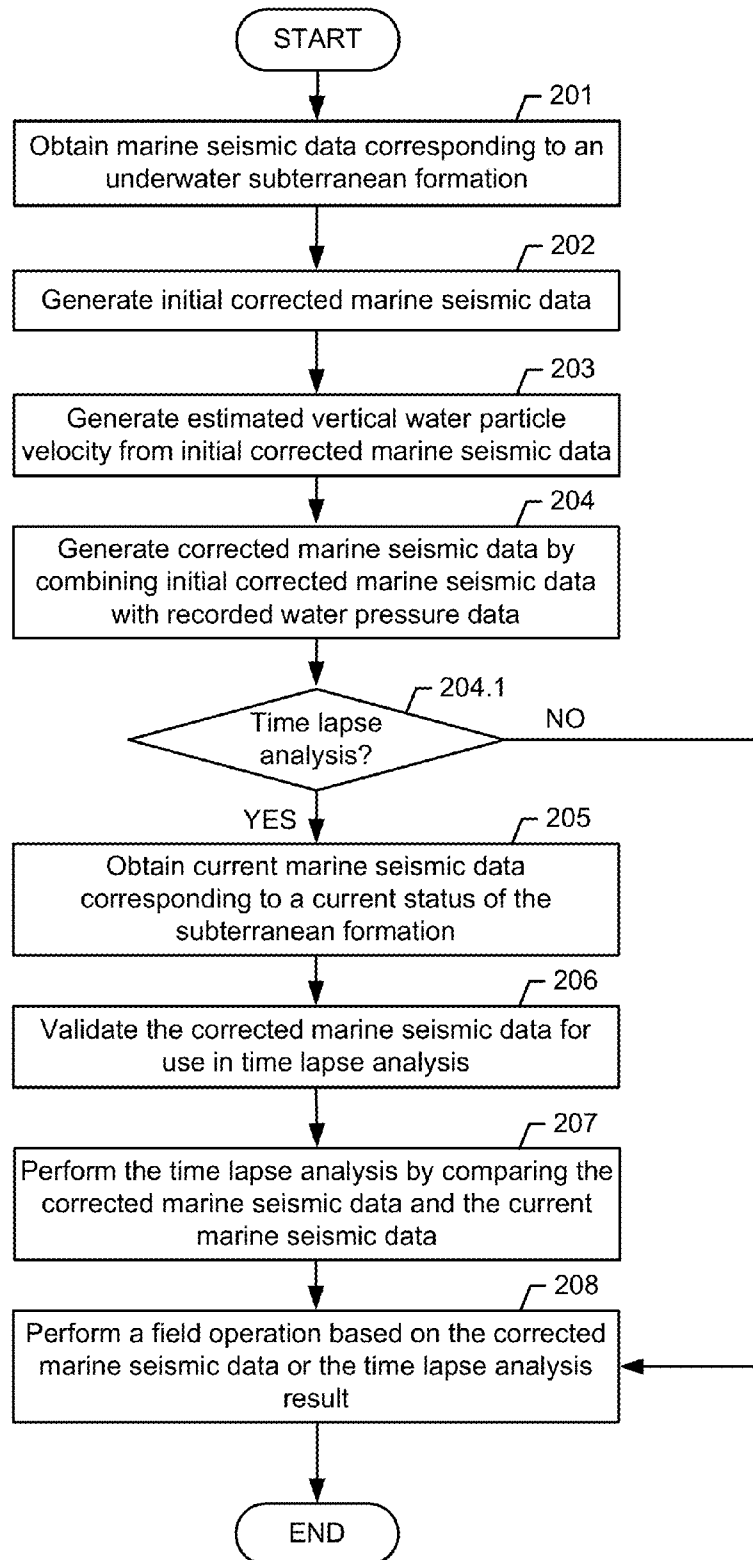 START
201
Obtain marine seismic data corresponding to an
underwater subterranean formation
202
Generate initial corrected marine seismic data
203
Generate estimated vertical water particle
velocity from initial corrected marine seismic data
204
Generate corrected marine seismic data by
combining initial corrected marine seismic data
with recorded water pressure data
204.1
Time lapse
analysis?
NO
YES
205
Obtain current marine seismic data
corresponding to a current status of the
subterranean formation
206
Validate the corrected marine seismic data for
use in time lapse analysis
207
Perform the time lapse analysis by comparing the
corrected marine seismic data and the current
marine seismic data
208
Perform a field operation based on the corrected
marine seismic data or the time lapse analysis
result
END